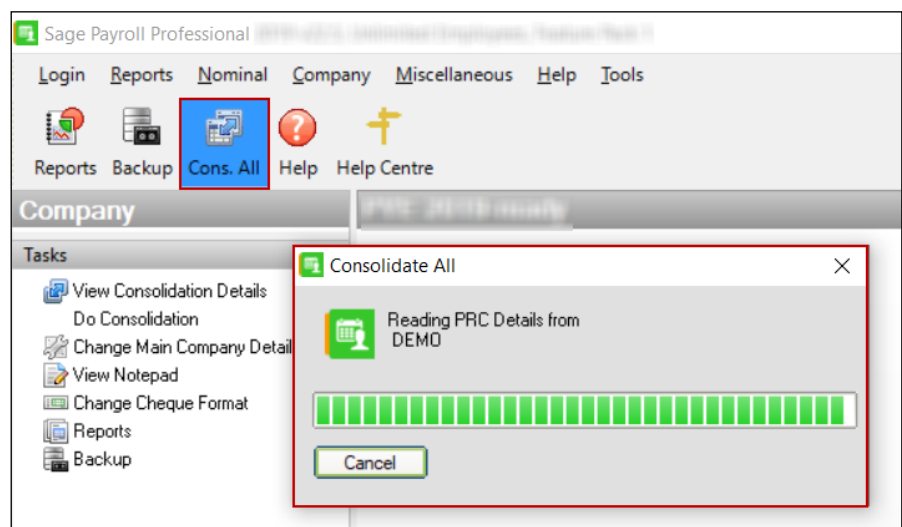 Sage Payroll Professional
Login Reports Nominal Company Miscellaneous Help Tools
Reports Backup Cons. All Help Help Centre
Company
Tasks
View Consolidation Details
Do Consolidation
Change Main Company Detail
View Notepad
Change Cheque Format
Reports
Backup
Consolidate All
Reading PRC Details from
DEMO
Cancel